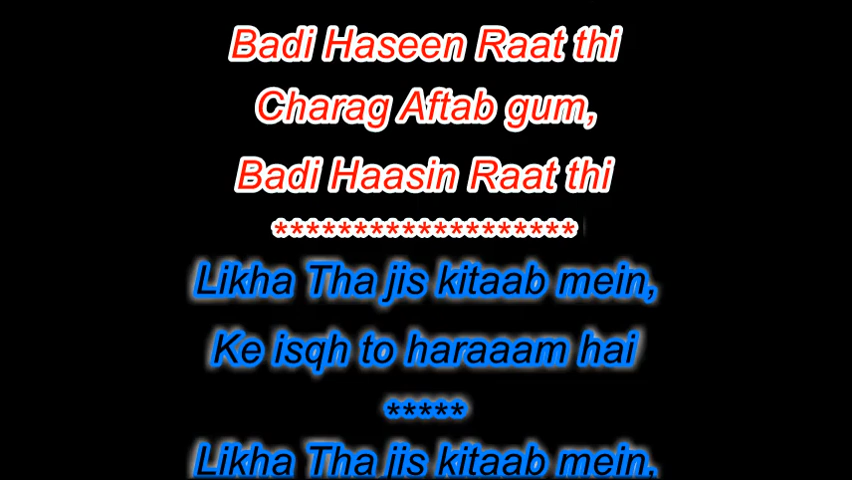 Badi Haseen Raat thi
Charag Aftab gum,
Badi Haasin Raat thi
*******************
Likha Tha jis kitaab mein,
Ke isqh to haraaam hai
*****
Likha Tha jis kitaab mein,